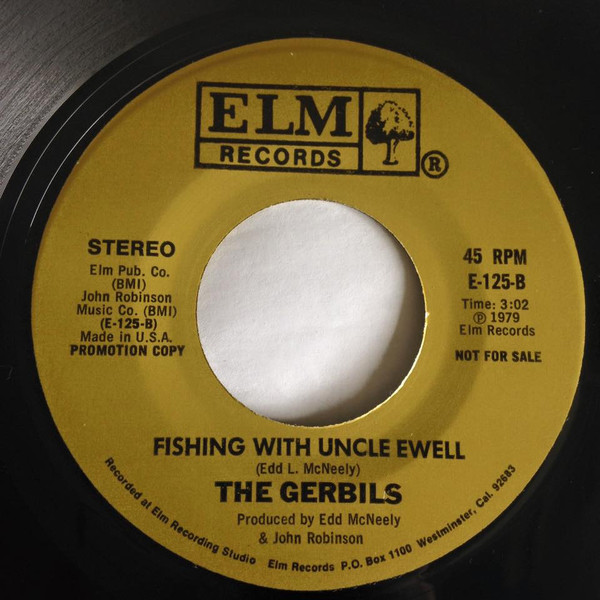 ELM
RECORDS
®
STEREO
Elm Pub. Co.
(BMI)
John Robinson
Music Co. (BMI)
(E-125-B)
Made in U.S.A.
PROMOTION COPY
45 RPM
E-125-B
Time: 3:02
℗ 1979
Elm Records
NOT FOR SALE
FISHING WITH UNCLE EWELL
(Edd L. McNeely)
THE GERBILS
Produced by Edd McNeely
& John Robinson
Recorded at Elm Recording Studio Elm Records P.O. Box 1100 Westminster, Cal. 92683